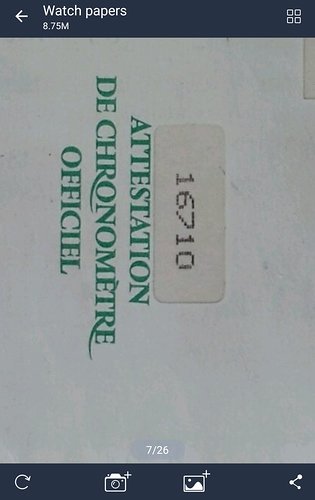 Watch papers
8.75M
ATTESTATION
DE CHRONOMÈTRE
OFFICIEL
16710
7/26